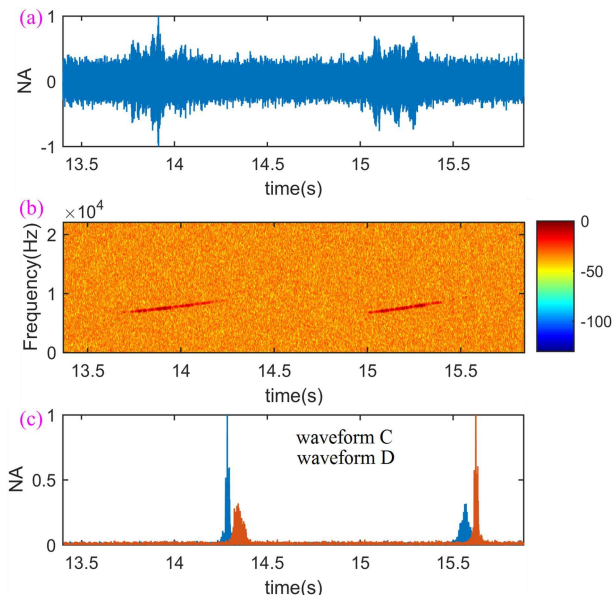 (a)
1
0
-1
NA
13.5 14 14.5 15 15.5
time(s)
(b)
×10⁴
2
1
0
Frequency(Hz)
0
-50
-100
13.5 14 14.5 15 15.5
time(s)
(c)
1
0.5
0
NA
waveform C
waveform D
13.5 14 14.5 15 15.5
time(s)